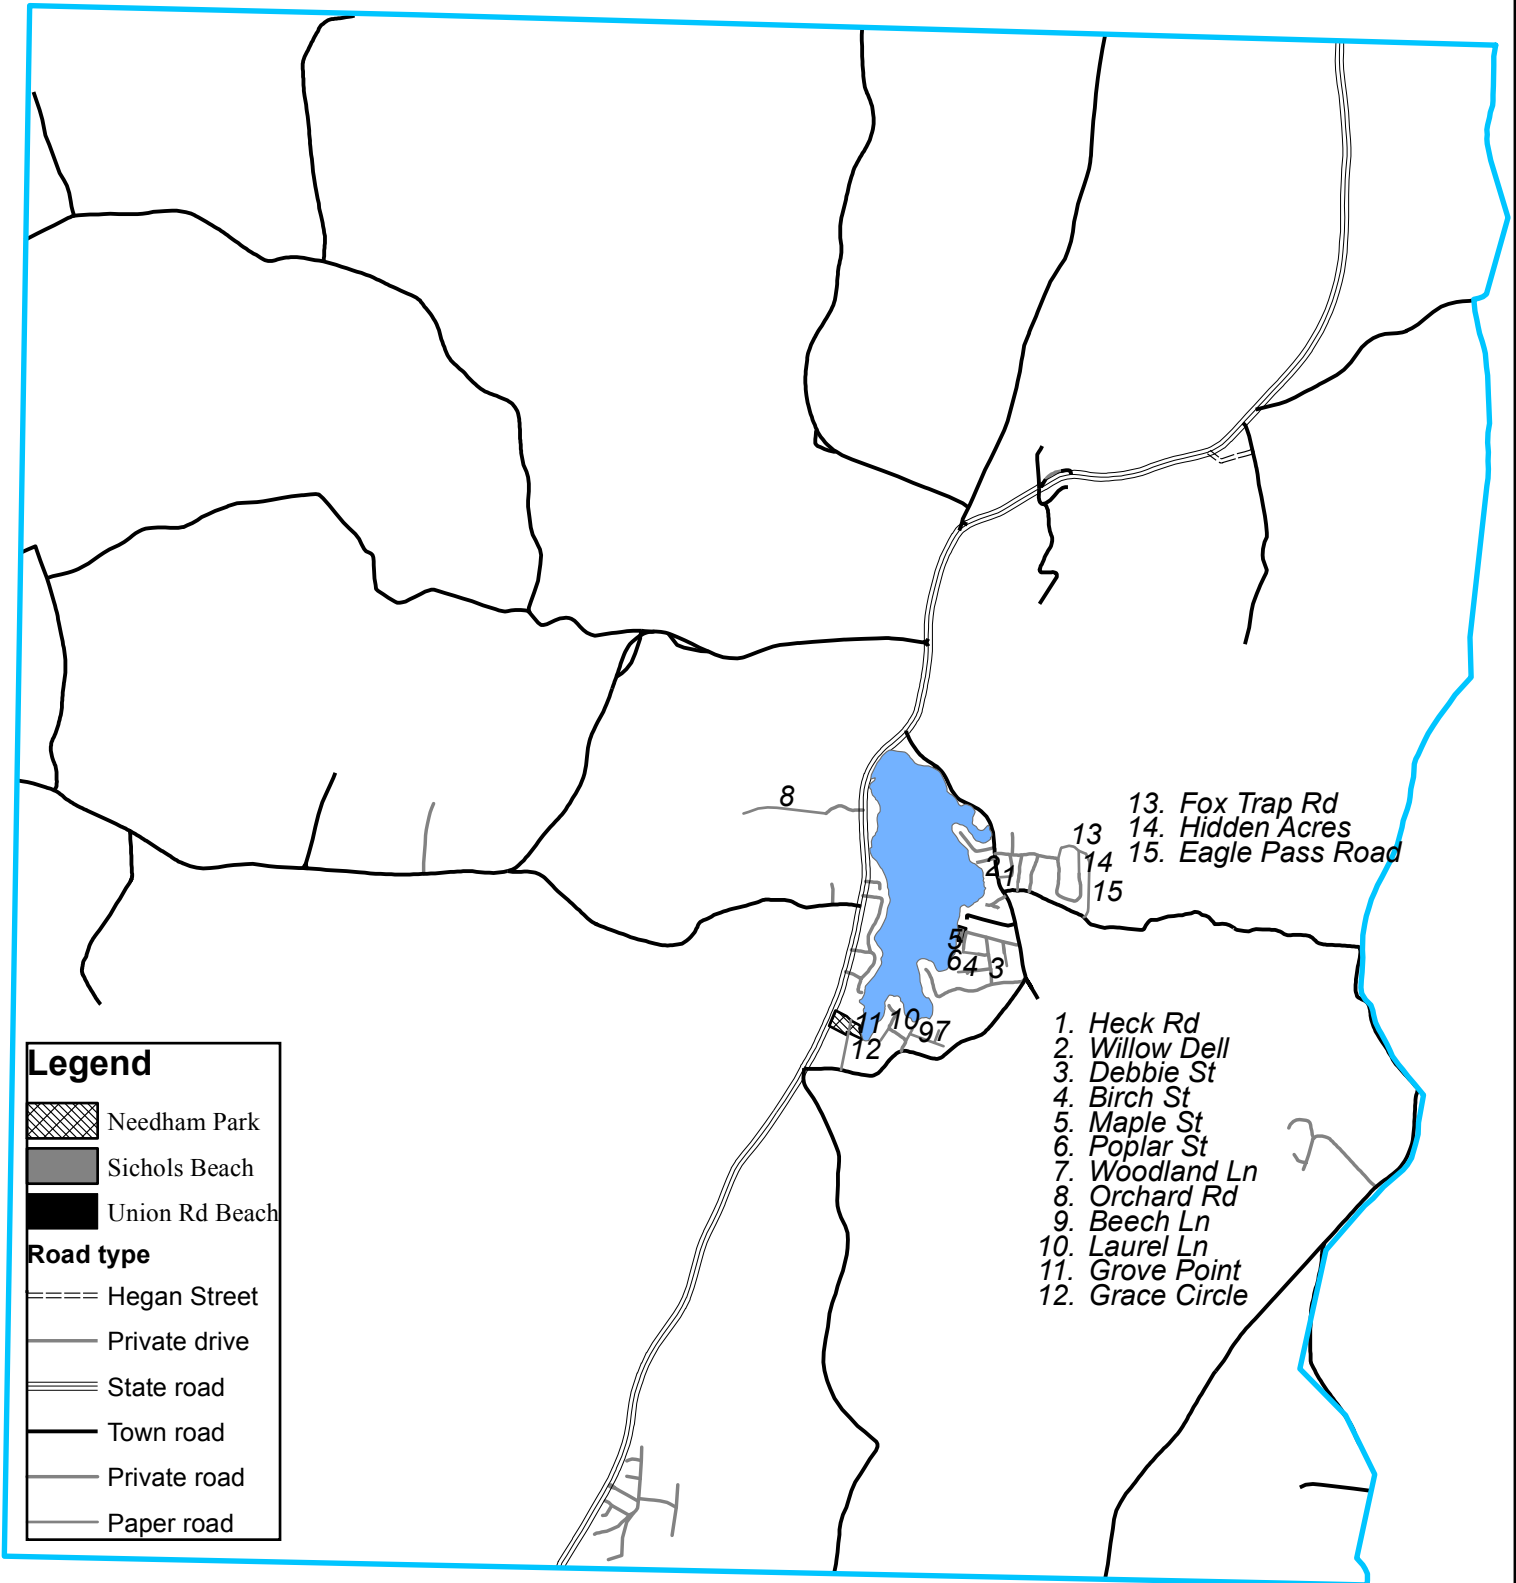 8
13. Fox Trap Rd
14. Hidden Acres
15. Eagle Pass Road
13
14
15
2
1
5
7
6
4
3
11
10
9
7
12
1. Heck Rd
2. Willow Dell
3. Debbie St
4. Birch St
5. Maple St
6. Poplar St
7. Woodland Ln
8. Orchard Rd
9. Beech Ln
10. Laurel Ln
11. Grove Point
12. Grace Circle
Legend
Needham Park
Sichols Beach
Union Rd Beach
Road type
Hegan Street
Private drive
State road
Town road
Private road
Paper road